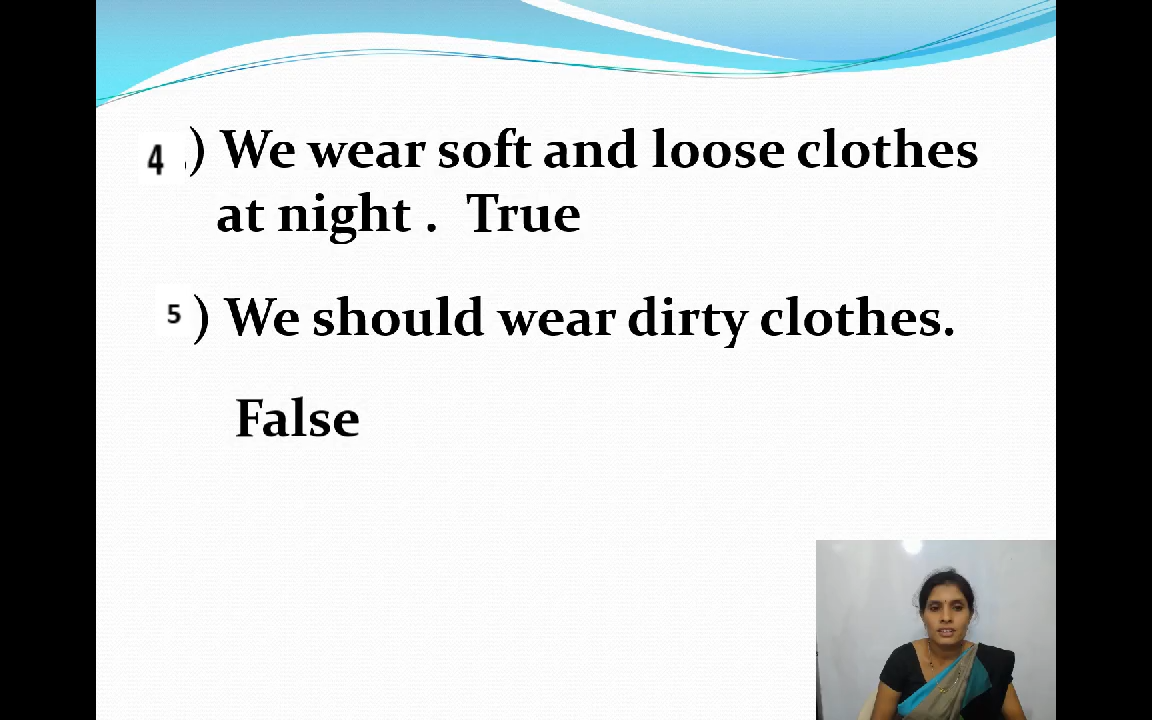 4 .) We wear soft and loose clothes
at night . True
5 ) We should wear dirty clothes.
False